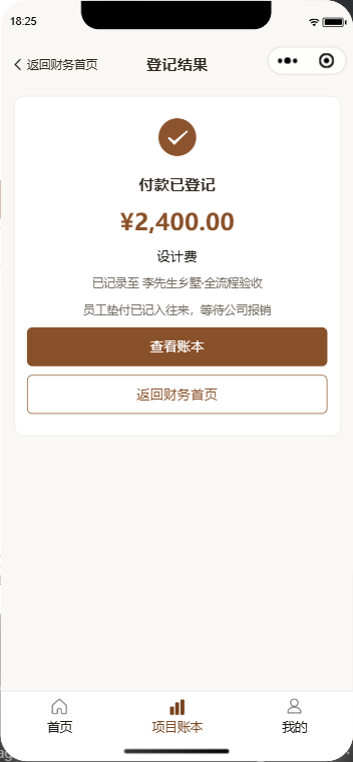 18:25
返回财务首页
登记结果
付款已登记
¥2,400.00
设计费
已记录至 李先生乡墅·全流程验收
员工垫付已记入往来，等待公司报销
查看账本
返回财务首页
首页
项目账本
我的